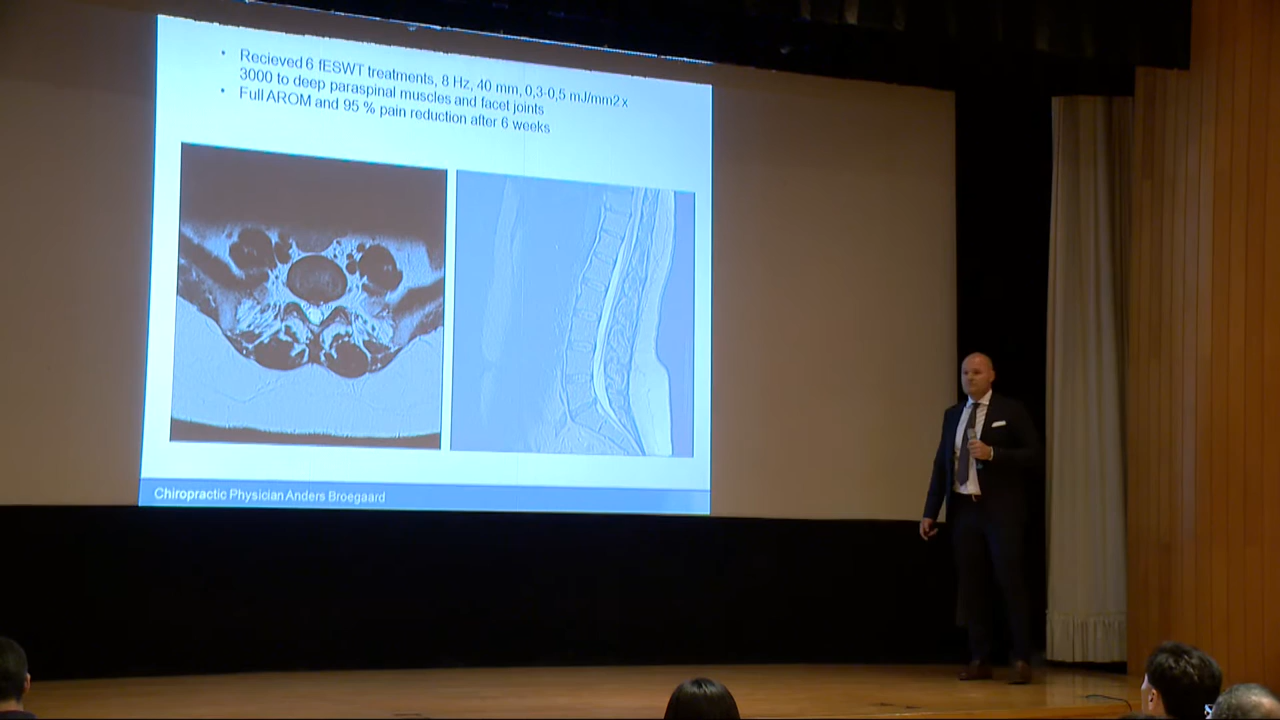 • Recieved 6 fESWT treatments, 8 Hz, 40 mm, 0,3-0,5 mJ/mm2 x
3000 to deep paraspinal muscles and facet joints
• Full AROM and 95 % pain reduction after 6 weeks
Chiropractic Physician Anders Broegaard